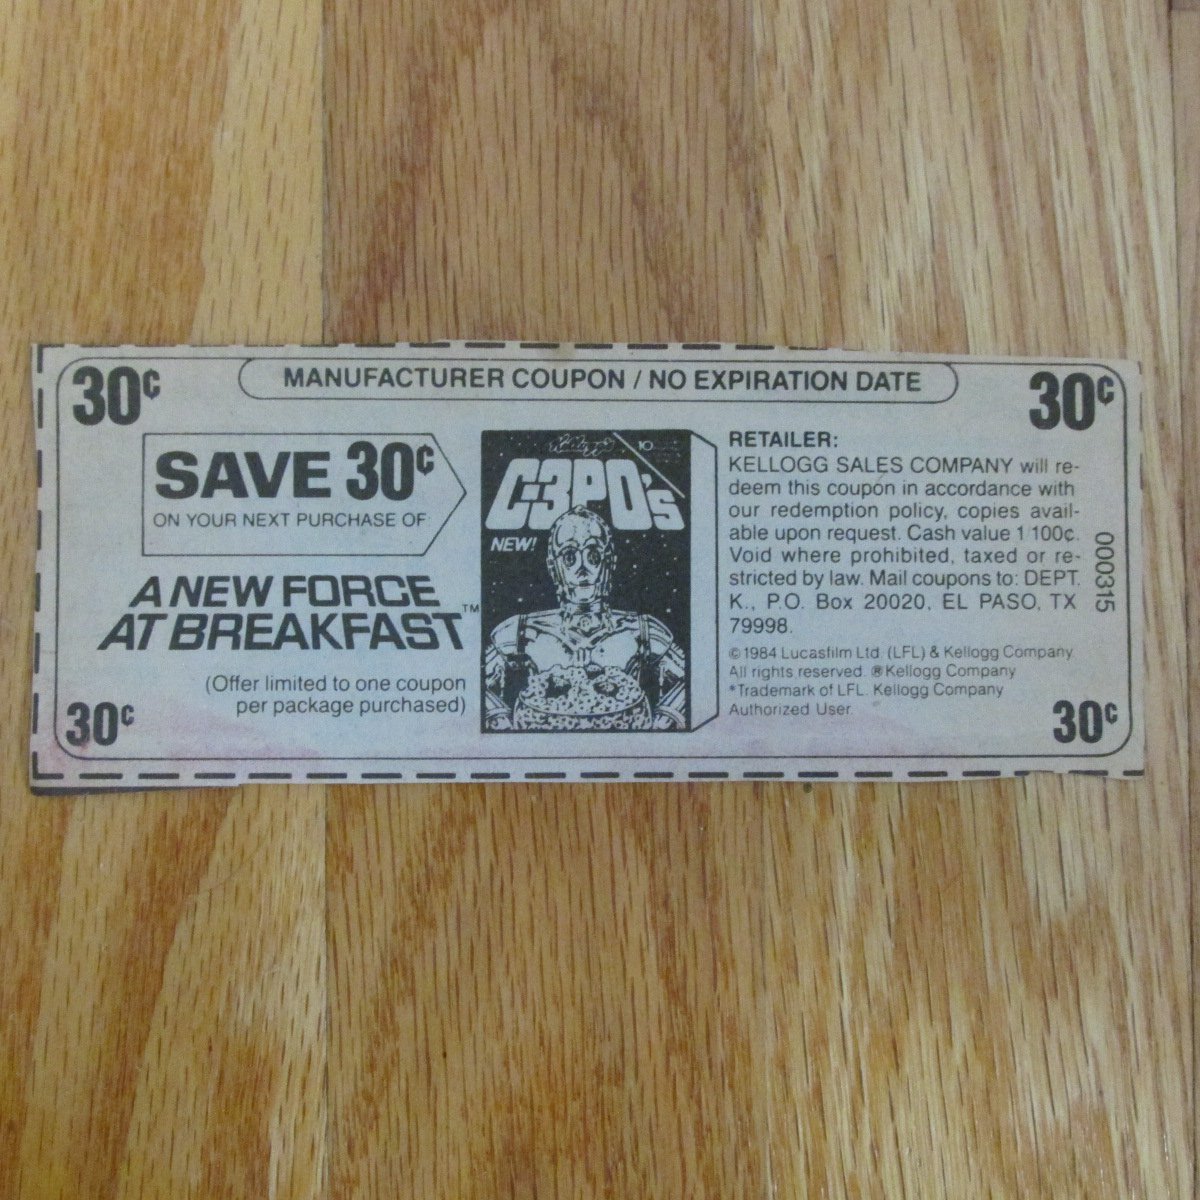 30¢
MANUFACTURER COUPON / NO EXPIRATION DATE
30¢
SAVE 30¢
ON YOUR NEXT PURCHASE OF:
A NEW FORCE
AT BREAKFAST™
(Offer limited to one coupon
per package purchased)
30¢
Kellogg's
10
C-3PO's
NEW!
RETAILER:
KELLOGG SALES COMPANY will re-
deem this coupon in accordance with
our redemption policy, copies avail-
able upon request. Cash value 1 100¢.
Void where prohibited, taxed or re-
stricted by law. Mail coupons to: DEPT.
K., P.O. Box 20020, EL PASO, TX
79998.
© 1984 Lucasfilm Ltd. (LFL) & Kellogg Company.
All rights reserved. ® Kellogg Company
*Trademark of LFL. Kellogg Company
Authorized User.
000315
30¢